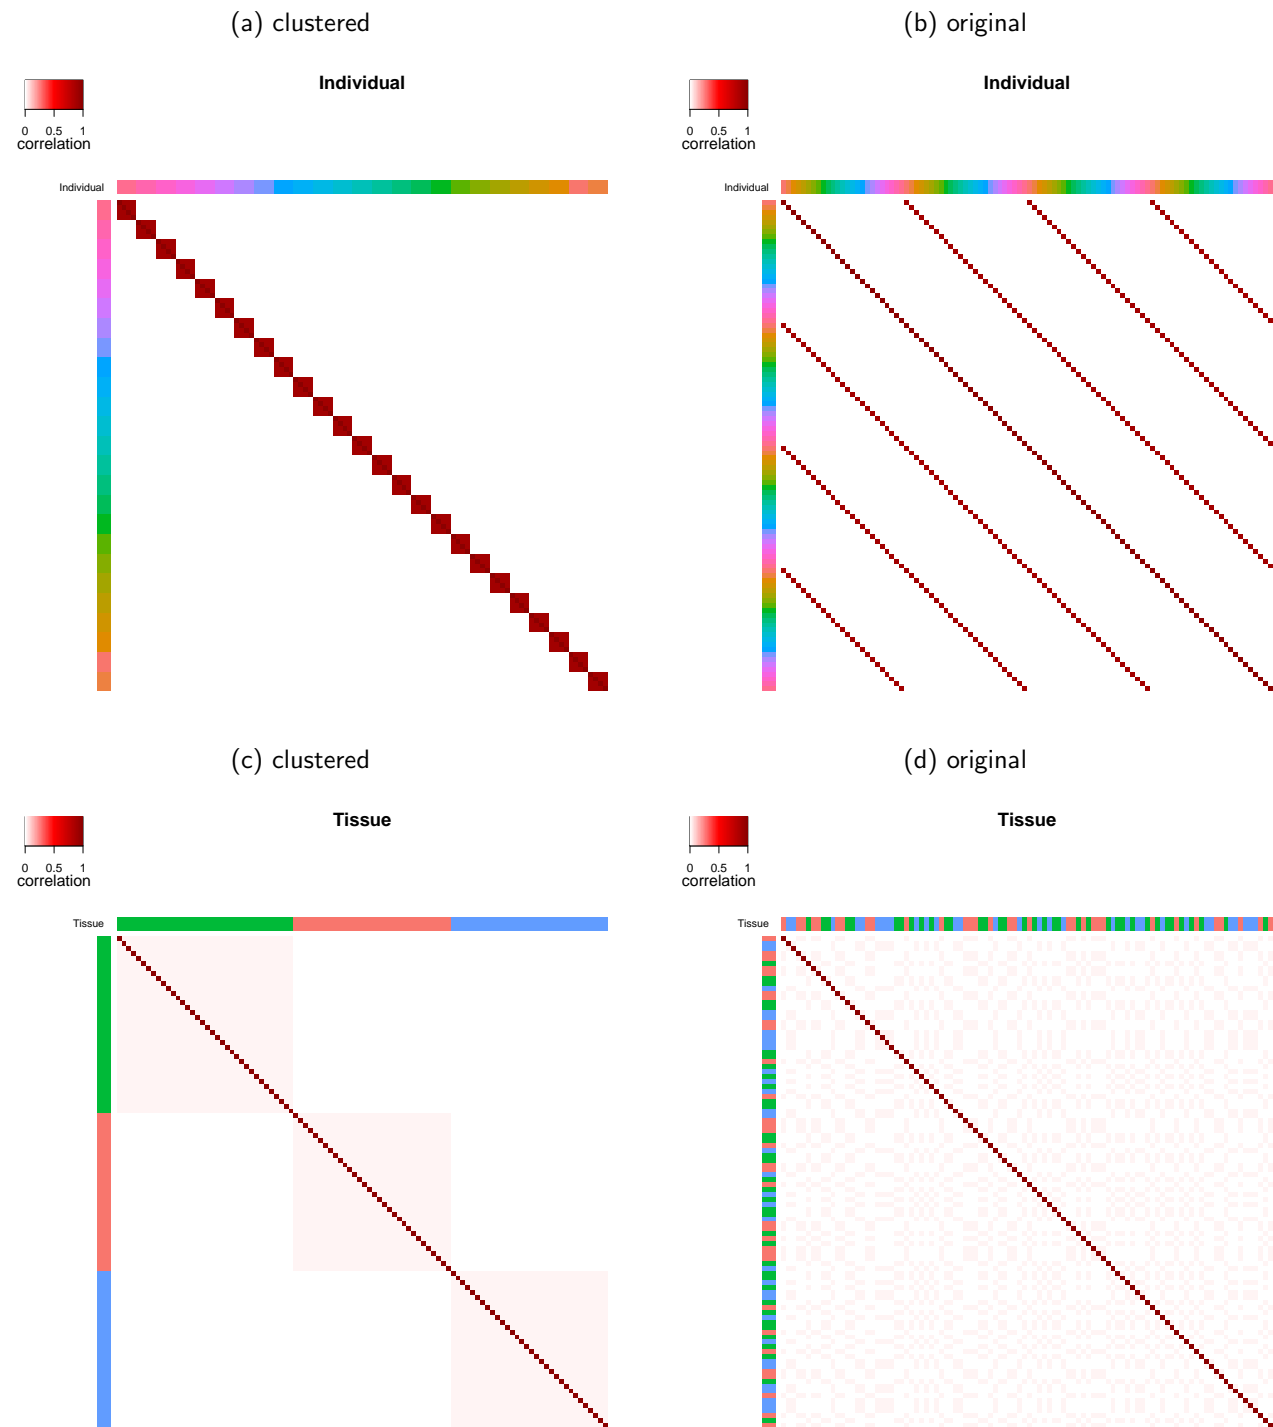 (a) clustered
(b) original
Individual
0 0.5 1
correlation
Individual
Individual
0 0.5 1
correlation
Individual
(c) clustered
(d) original
Tissue
0 0.5 1
correlation
Tissue
Tissue
0 0.5 1
correlation
Tissue